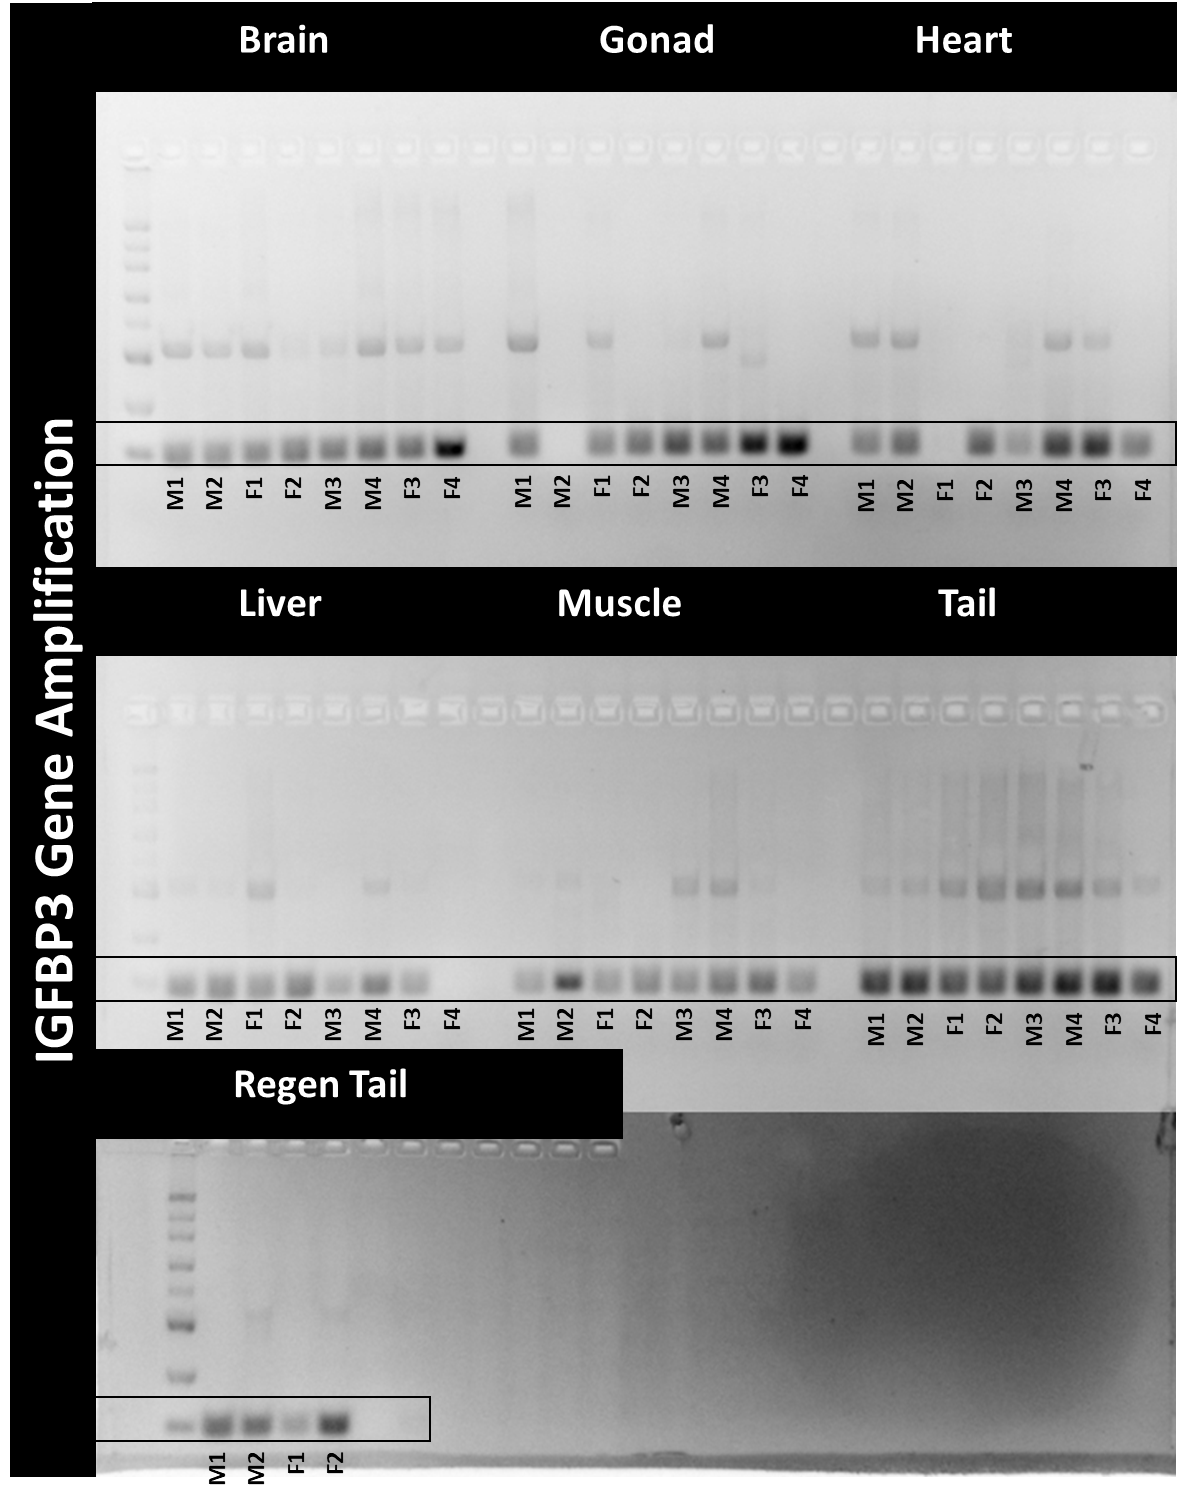 IGFBP3 Gene Amplification
Brain Gonad Heart
M1 M2 F1 F2 M3 M4 F3 F4 M1 M2 F1 F2 M3 M4 F3 F4 M1 M2 F1 F2 M3 M4 F3 F4
Liver Muscle Tail
M1 M2 F1 F2 M3 M4 F3 F4 M1 M2 F1 F2 M3 M4 F3 F4 M1 M2 F1 F2 M3 M4 F3 F4
Regen Tail
M1 M2 F1 F2